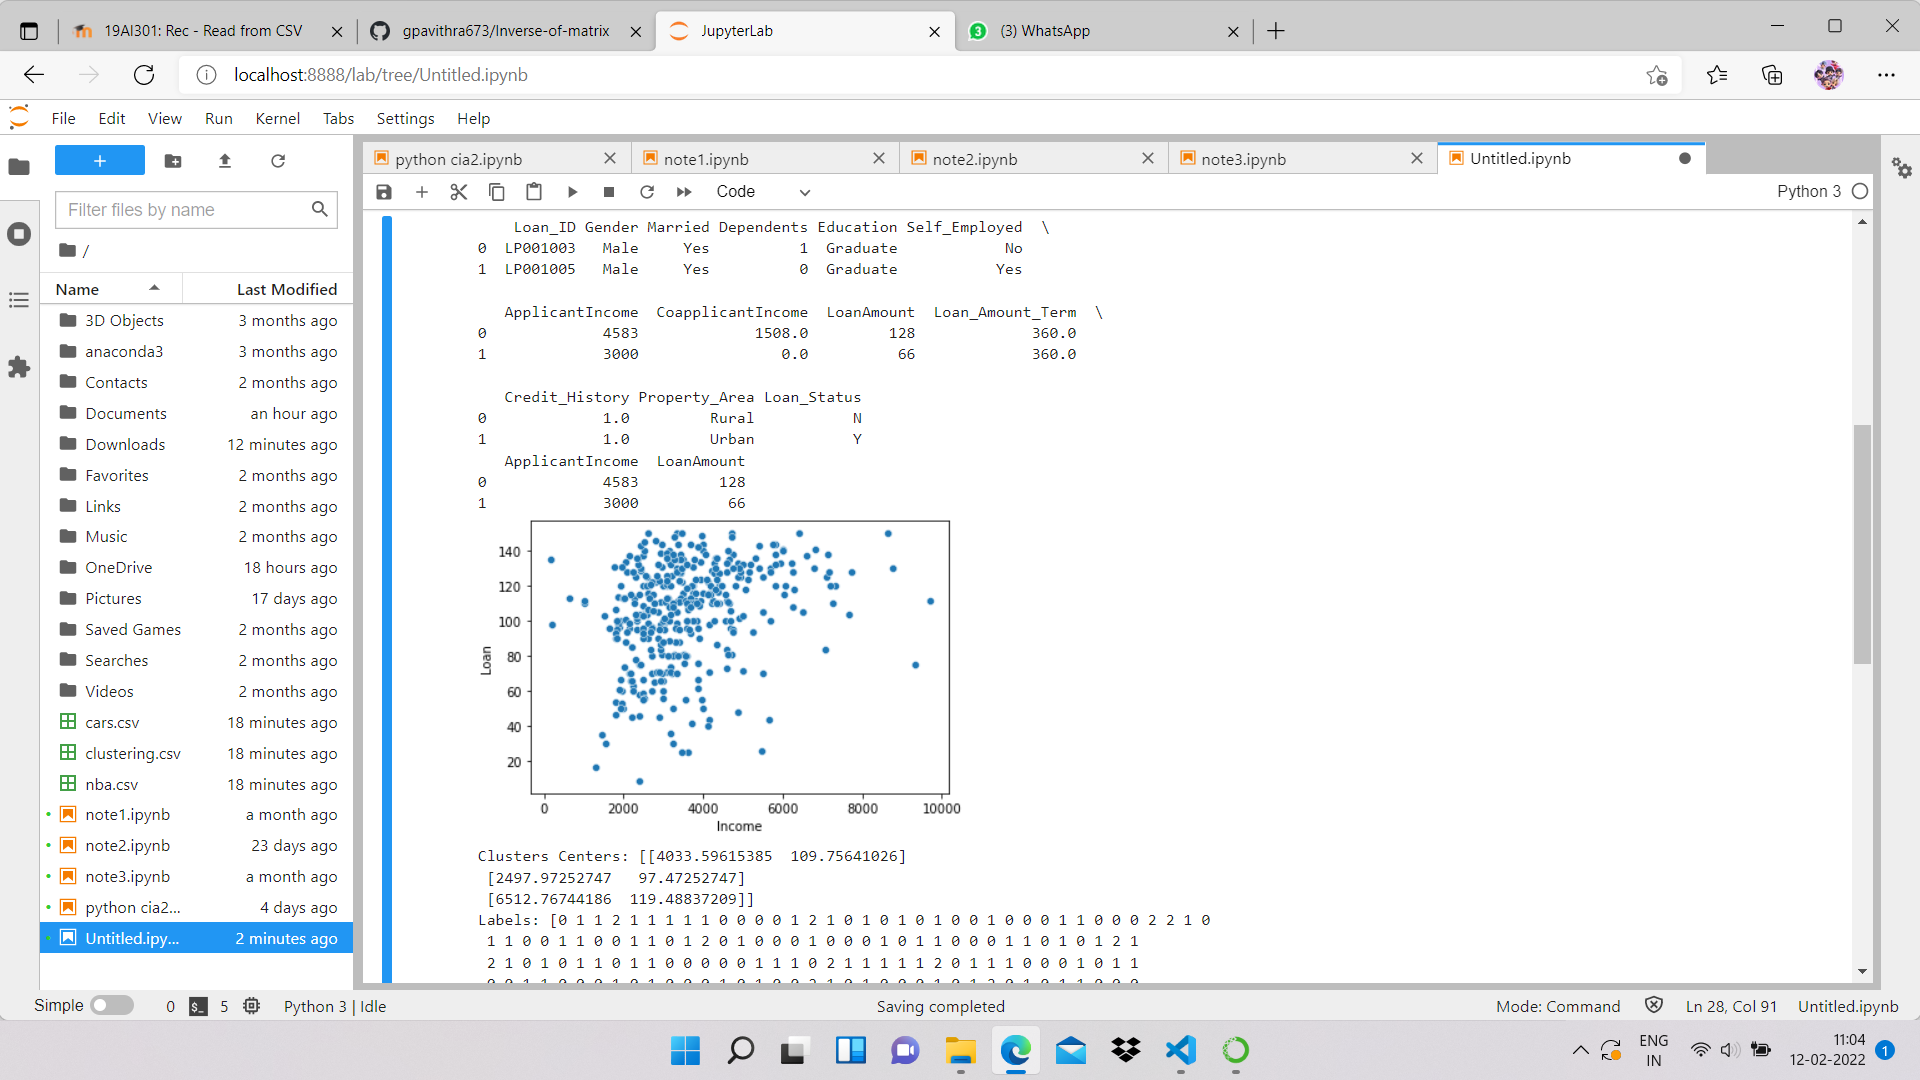 19AI301: Rec - Read from CSV
gpavithra673/Inverse-of-matrix
JupyterLab
3
(3) WhatsApp
localhost:8888/lab/tree/Untitled.ipynb
File Edit View Run Kernel Tabs Settings Help
python cia2.ipynb
note1.ipynb
note2.ipynb
note3.ipynb
Untitled.ipynb
Code
Python 3
Filter files by name
/
Name Last Modified
3D Objects 3 months ago
anaconda3 3 months ago
Contacts 2 months ago
Documents an hour ago
Downloads 12 minutes ago
Favorites 2 months ago
Links 2 months ago
Music 2 months ago
OneDrive 18 hours ago
Pictures 17 days ago
Saved Games 2 months ago
Searches 2 months ago
Videos 2 months ago
cars.csv 18 minutes ago
clustering.csv 18 minutes ago
nba.csv 18 minutes ago
note1.ipynb a month ago
note2.ipynb 23 days ago
note3.ipynb a month ago
python cia2... 4 days ago
Untitled.ipy... 2 minutes ago
Loan_ID Gender Married Dependents Education Self_Employed \
0 LP001003 Male Yes 1 Graduate No
1 LP001005 Male Yes 0 Graduate Yes
ApplicantIncome CoapplicantIncome LoanAmount Loan_Amount_Term \
0 4583 1508.0 128 360.0
1 3000 0.0 66 360.0
Credit_History Property_Area Loan_Status
0 1.0 Rural N
1 1.0 Urban Y
ApplicantIncome LoanAmount
0 4583 128
1 3000 66
140
120
100
80
60
40
20
Loan
0 2000 4000 6000 8000 10000
Income
Clusters Centers: [[4033.59615385 109.75641026]
[2497.97252747 97.47252747]
[6512.76744186 119.48837209]]
Labels: [0 1 1 2 1 1 1 1 1 0 0 0 0 1 2 1 0 1 0 1 0 1 0 0 1 0 0 0 1 1 0 0 0 2 2 1 0
1 1 0 0 1 1 0 0 1 1 0 1 2 0 1 0 0 0 1 0 0 0 1 0 1 1 0 0 0 1 1 0 1 0 1 2 1
2 1 0 1 0 1 1 0 1 1 0 0 0 0 0 1 1 1 0 2 1 1 1 1 1 2 0 1 1 1 0 0 0 1 0 1 1
Simple 0 5 Python 3 | Idle Saving completed Mode: Command Ln 28, Col 91 Untitled.ipynb
ENG
IN
11:04
12-02-2022
1